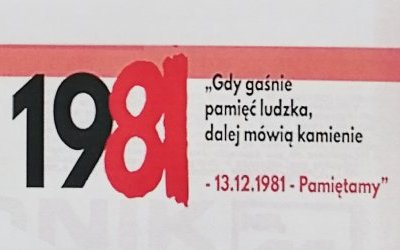 1981
„Gdy gaśnie
pamięć ludzka,
dalej mówią kamienie
- 13.12.1981 - Pamiętamy”